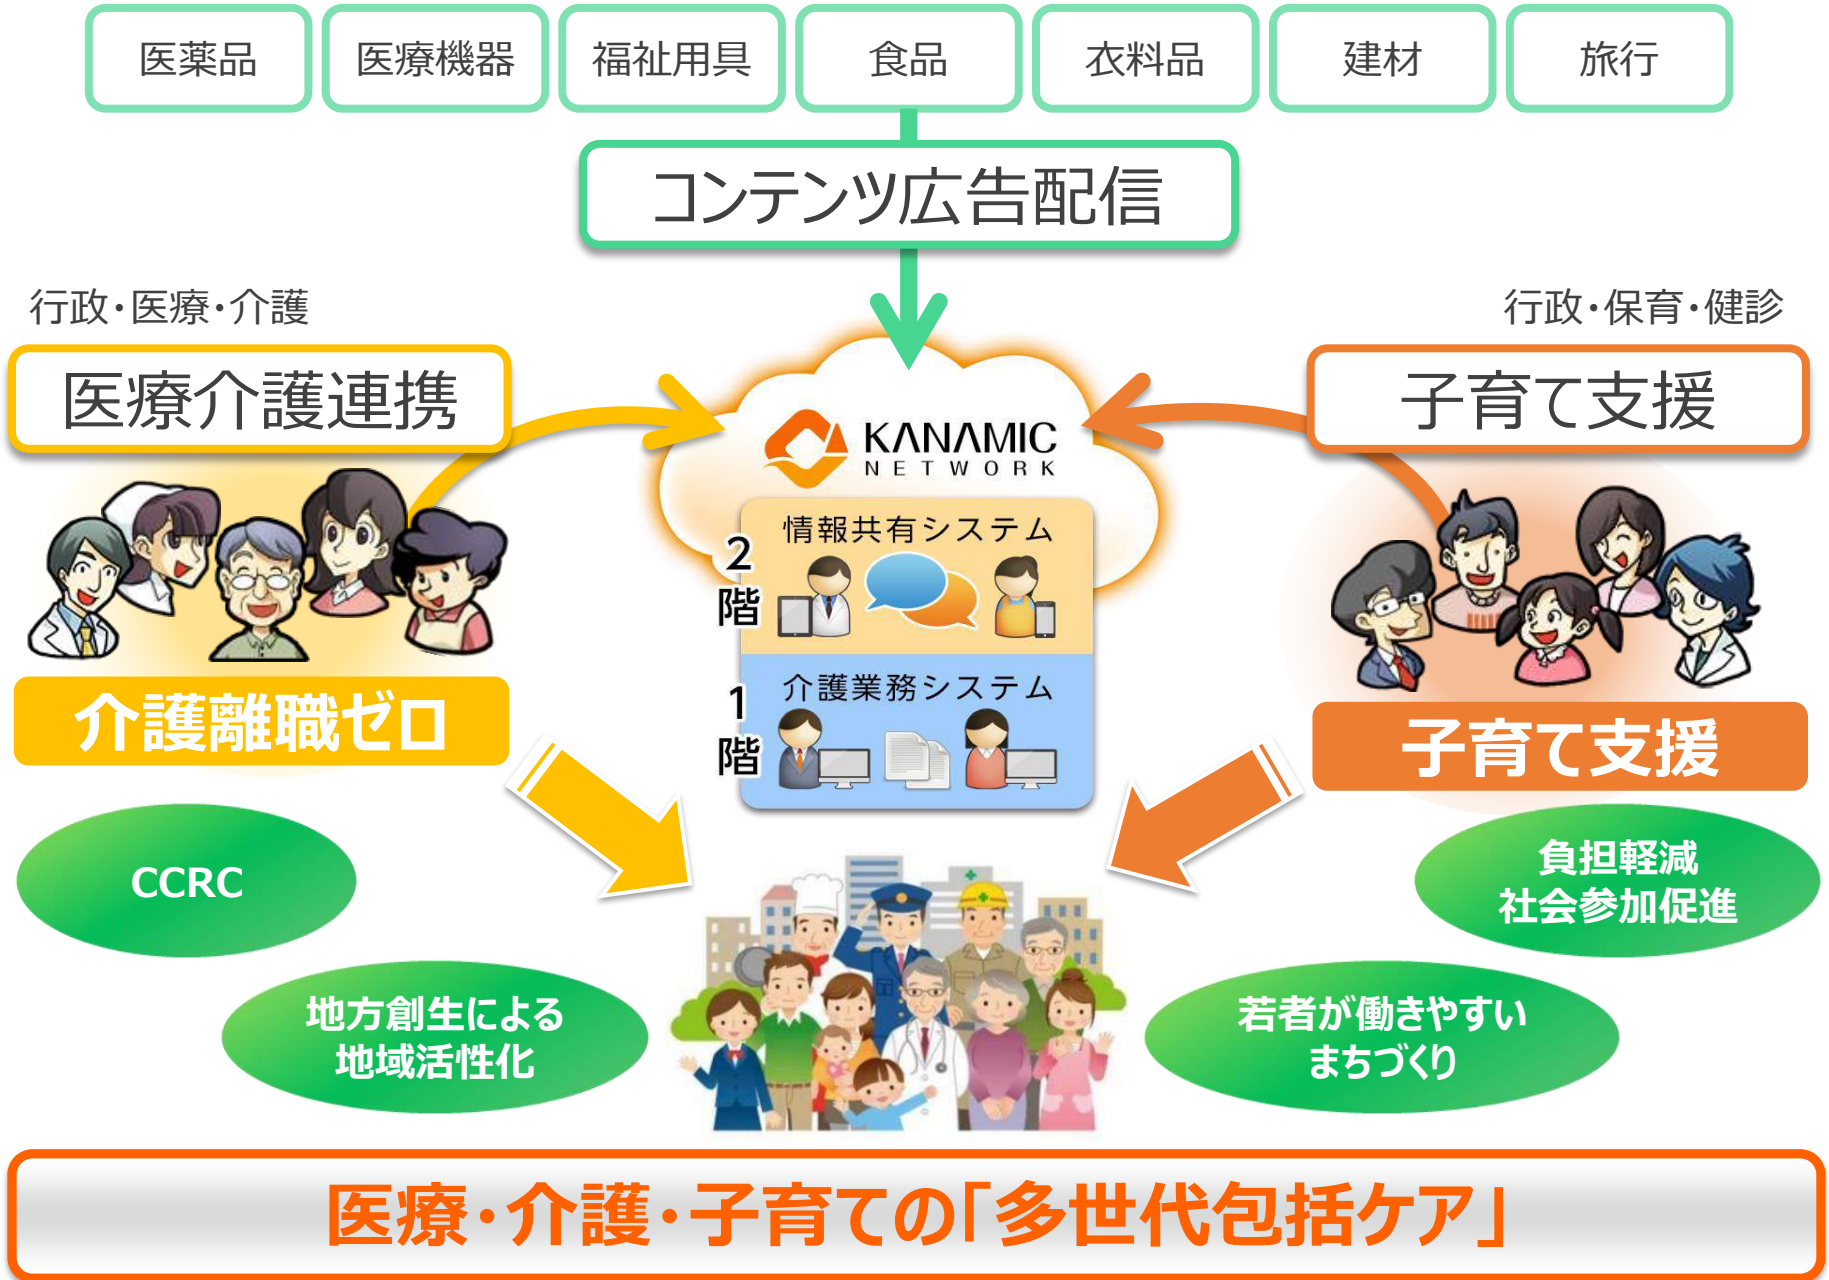 医薬品
医療機器
福祉用具
食品
衣料品
建材
旅行
コンテンツ広告配信
行政・医療・介護
医療介護連携
行政・保育・健診
子育て支援
KANAMIC
NETWORK
2階
情報共有システム
1階
介護業務システム
介護離職ゼロ
子育て支援
CCRC
地方創生による
地域活性化
負担軽減
社会参加促進
若者が働きやすい
まちづくり
医療・介護・子育ての「多世代包括ケア」